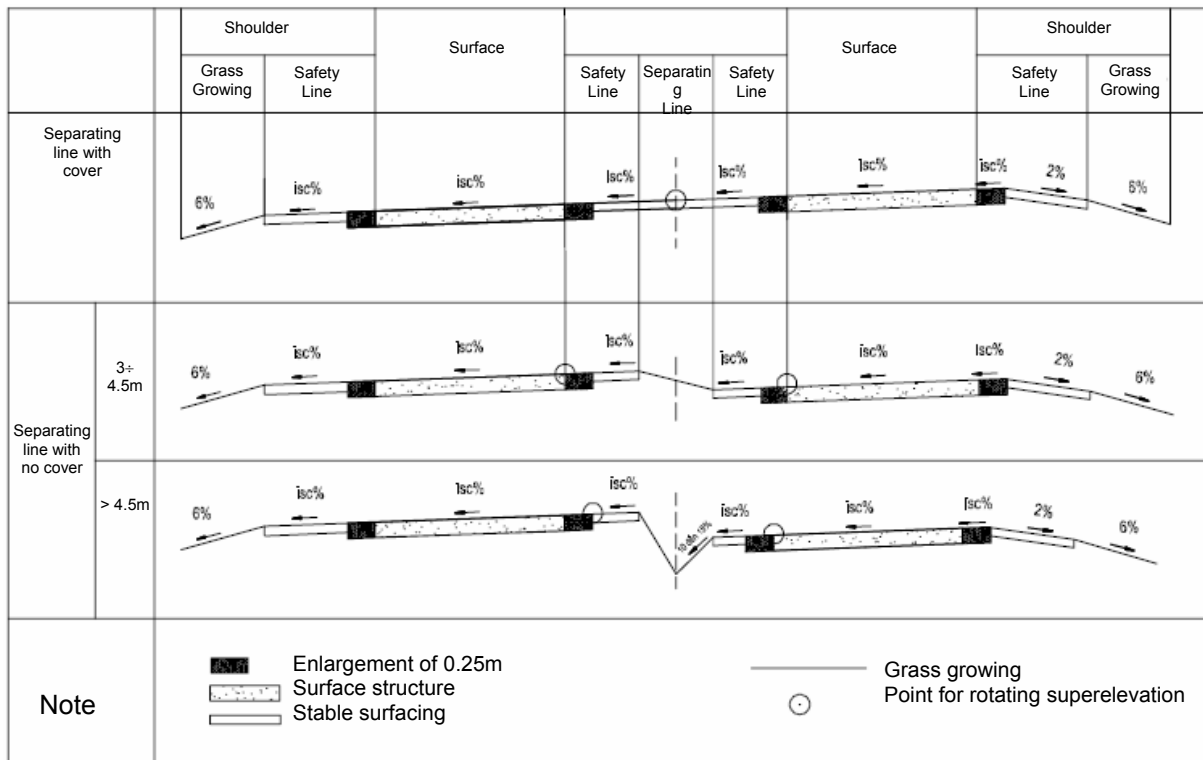 Shoulder
Surface
Surface
Shoulder
Grass
Growing
Safety
Line
Safety
Line
Separatin
g
Line
Safety
Line
Safety
Line
Grass
Growing
Separating
line with
cover
6%
isc%
isc%
isc%
isc%
isc%
isc%
2%
6%
Separating
line with
no cover
3÷
4.5m
6%
isc%
isc%
isc%
isc%
isc%
isc%
2%
6%
> 4.5m
6%
isc%
isc%
isc%
isc%
isc%
isc%
2%
6%
Note
Enlargement of 0.25m
Surface structure
Stable surfacing
Grass growing
Point for rotating superelevation